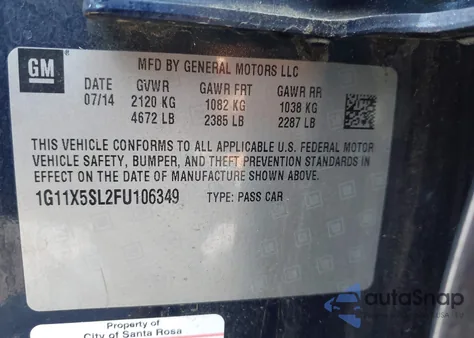 GM
MFD BY GENERAL MOTORS LLC
DATE GVWR GAWR FRT GAWR RR
07/14 2120 KG 1082 KG 1038 KG
4672 LB 2385 LB 2287 LB
THIS VEHICLE CONFORMS TO ALL APPLICABLE U.S. FEDERAL MOTOR
VEHICLE SAFETY, BUMPER, AND THEFT PREVENTION STANDARDS
IN EFFECT ON THE DATE OF MANUFACTURE SHOWN ABOVE.
1G11X5SL2FU106349 TYPE: PASS CAR
autoSnap
Property of
City of Santa Rosa